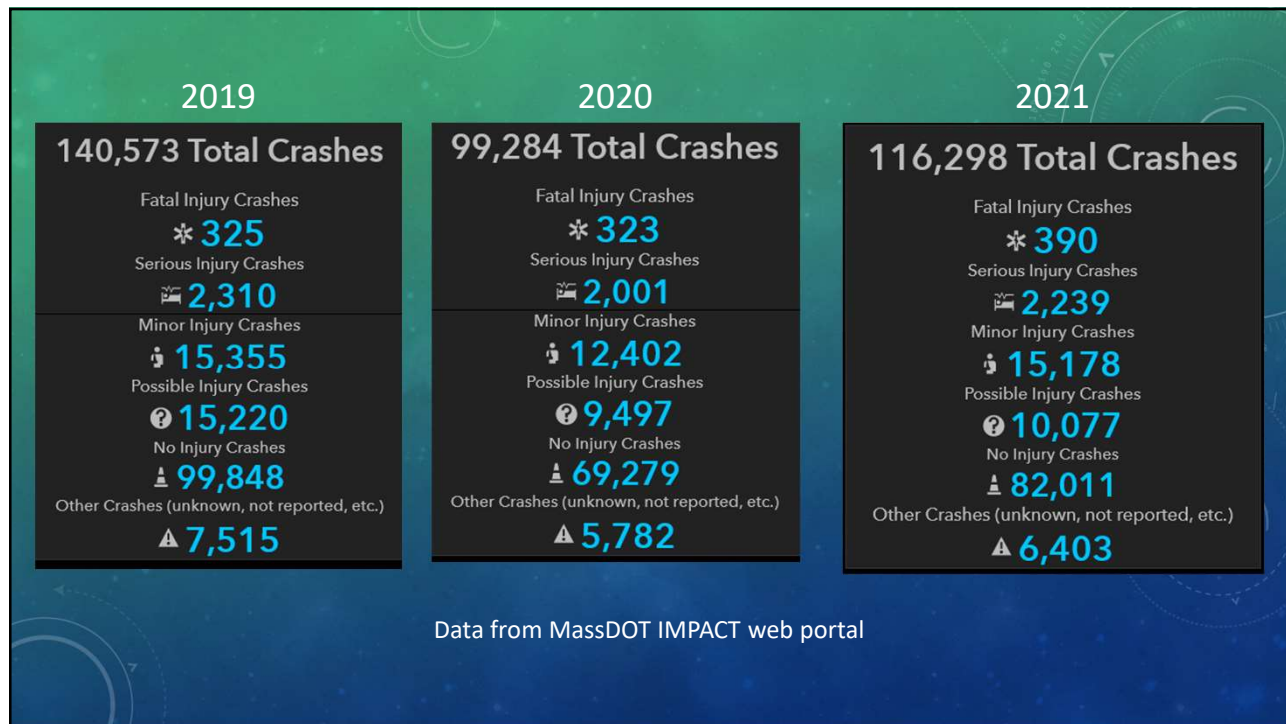 2019
140,573 Total Crashes
Fatal Injury Crashes
325
Serious Injury Crashes
2,310
Minor Injury Crashes
15,355
Possible Injury Crashes
15,220
No Injury Crashes
99,848
Other Crashes (unknown, not reported, etc.)
7,515
2020
99,284 Total Crashes
Fatal Injury Crashes
323
Serious Injury Crashes
2,001
Minor Injury Crashes
12,402
Possible Injury Crashes
9,497
No Injury Crashes
69,279
Other Crashes (unknown, not reported, etc.)
5,782
2021
116,298 Total Crashes
Fatal Injury Crashes
390
Serious Injury Crashes
2,239
Minor Injury Crashes
15,178
Possible Injury Crashes
10,077
No Injury Crashes
82,011
Other Crashes (unknown, not reported, etc.)
6,403
Data from MassDOT IMPACT web portal